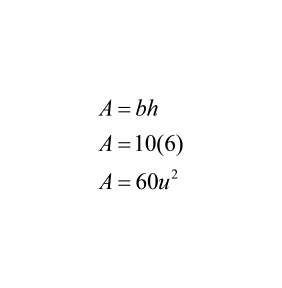 A = bh
A = 10(6)
A = 60u²